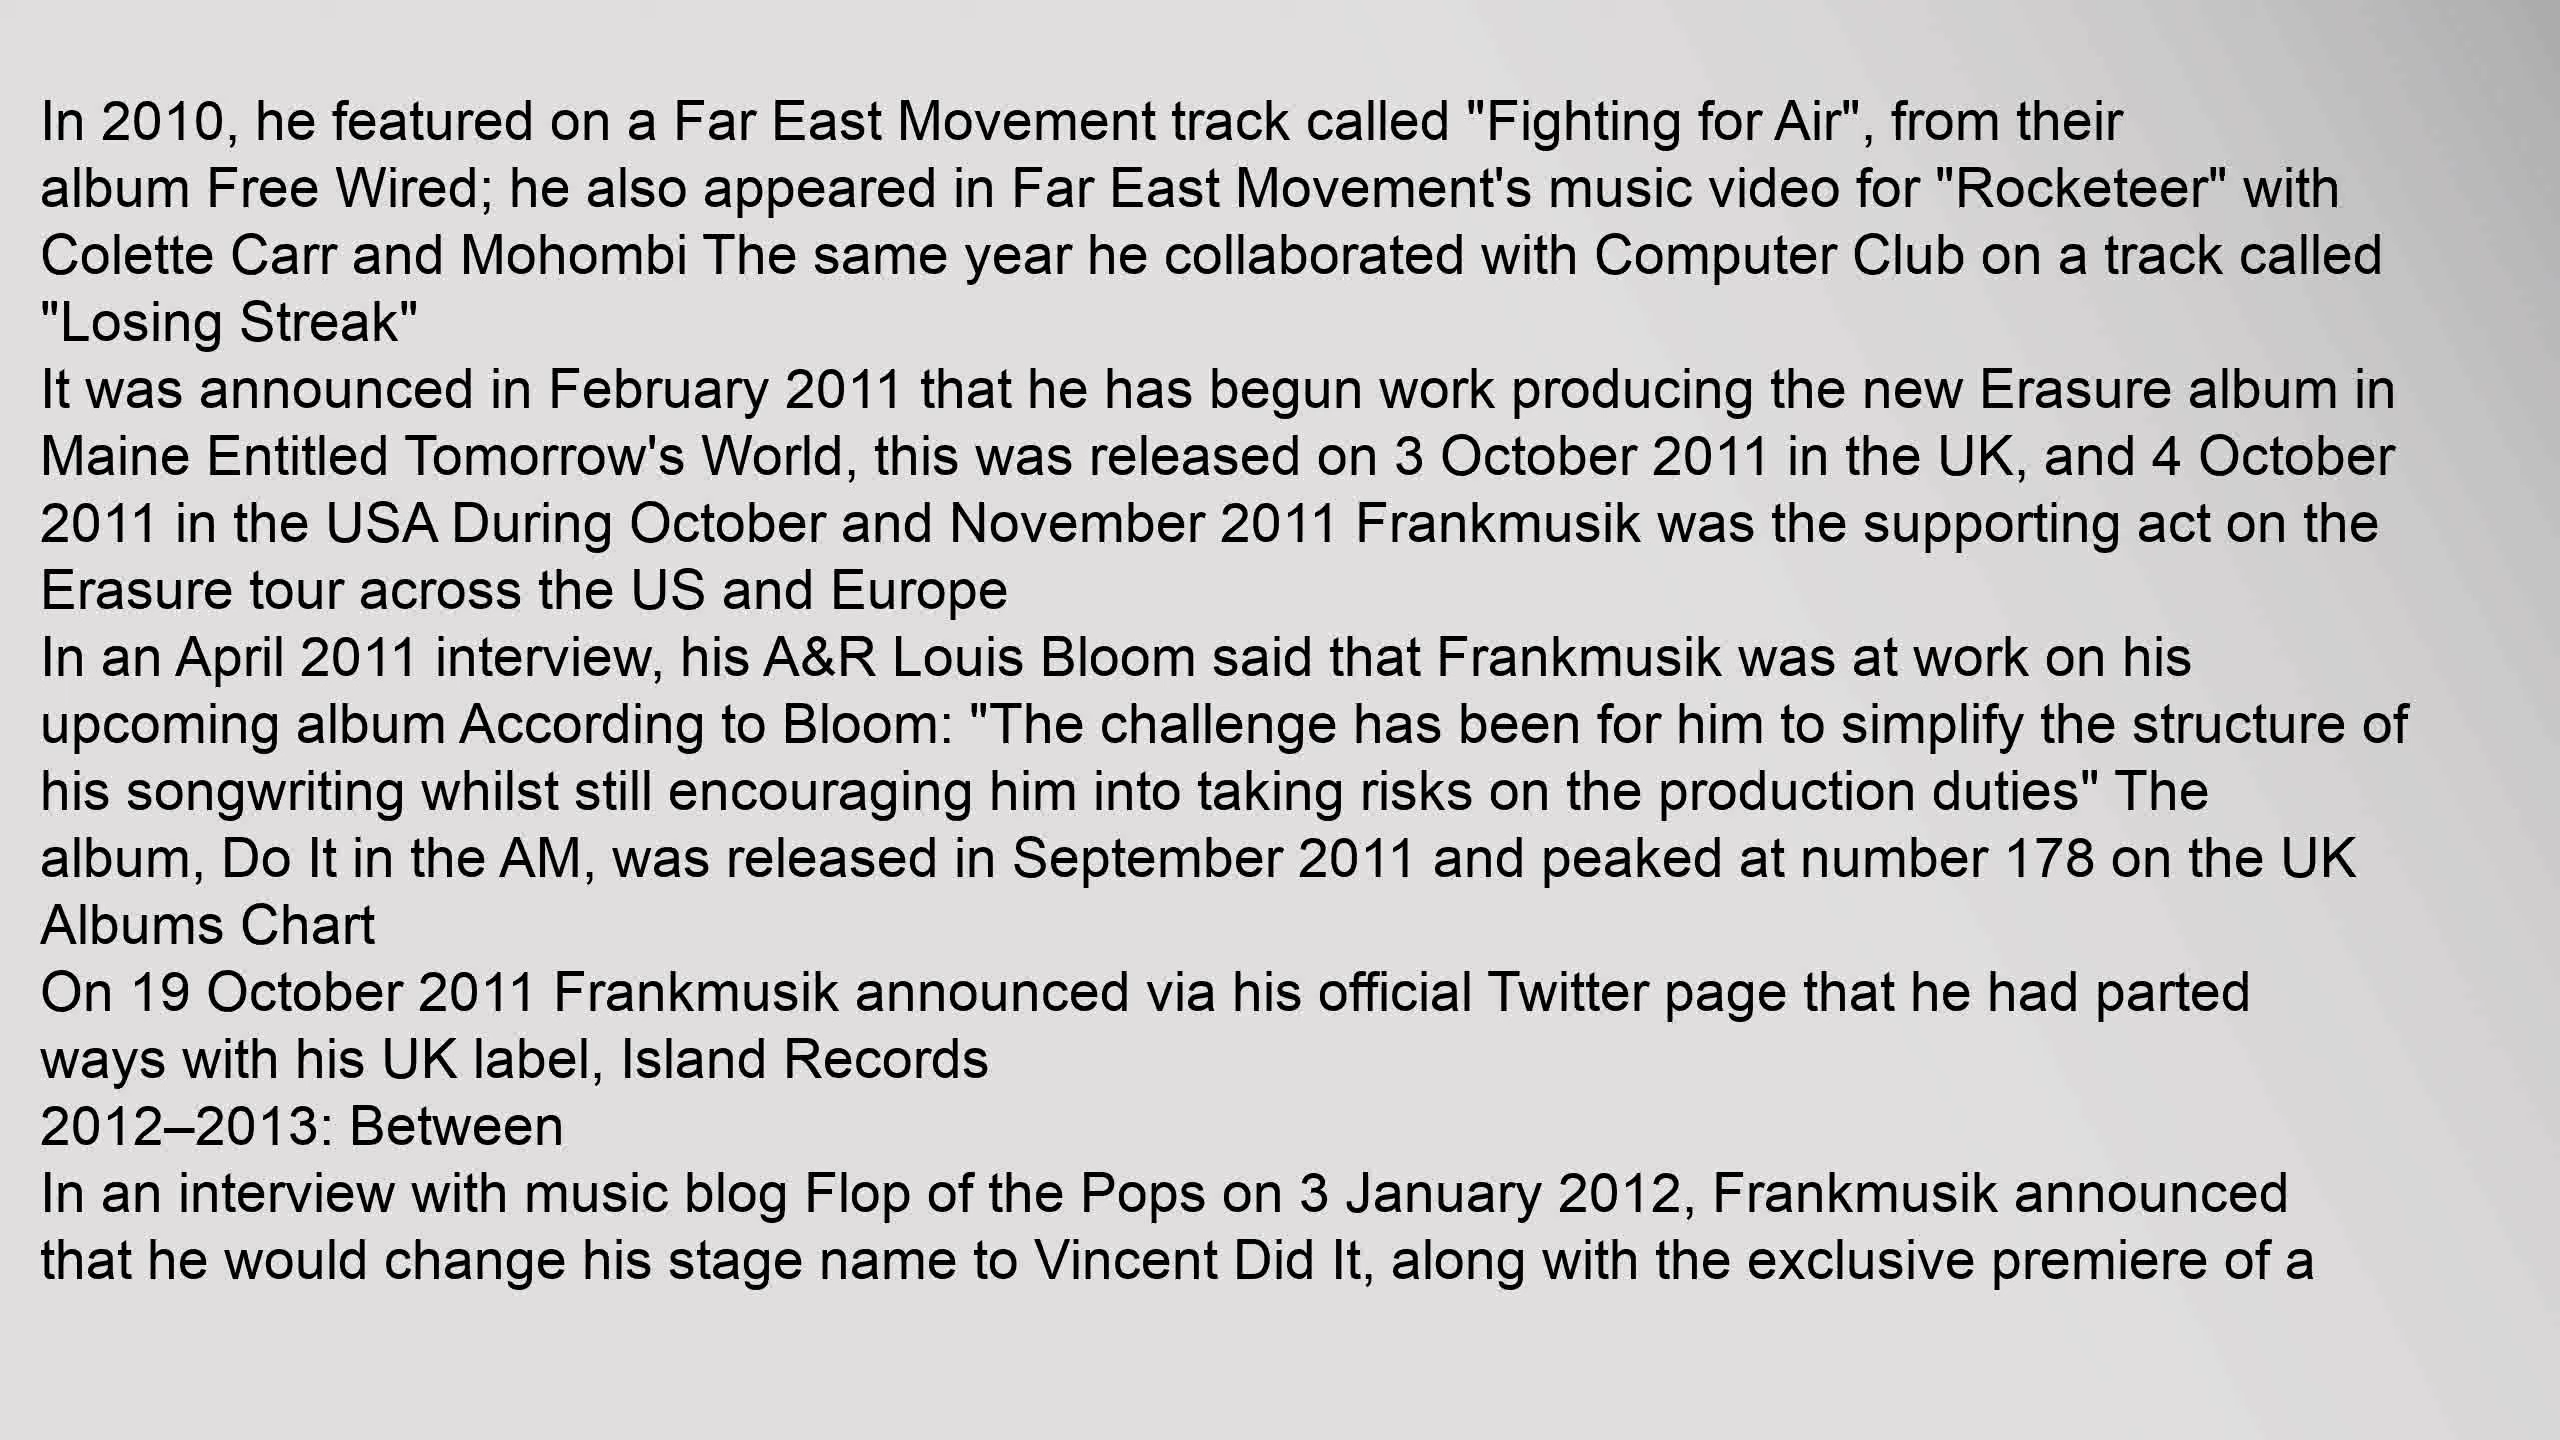 In 2010, he featured on a Far East Movement track called "Fighting for Air", from their
album Free Wired; he also appeared in Far East Movement's music video for "Rocketeer" with
Colette Carr and Mohombi The same year he collaborated with Computer Club on a track called
"Losing Streak"
It was announced in February 2011 that he has begun work producing the new Erasure album in
Maine Entitled Tomorrow's World, this was released on 3 October 2011 in the UK, and 4 October
2011 in the USA During October and November 2011 Frankmusik was the supporting act on the
Erasure tour across the US and Europe
In an April 2011 interview, his A&R Louis Bloom said that Frankmusik was at work on his
upcoming album According to Bloom: "The challenge has been for him to simplify the structure of
his songwriting whilst still encouraging him into taking risks on the production duties" The
album, Do It in the AM, was released in September 2011 and peaked at number 178 on the UK
Albums Chart
On 19 October 2011 Frankmusik announced via his official Twitter page that he had parted
ways with his UK label, Island Records
2012–2013: Between
In an interview with music blog Flop of the Pops on 3 January 2012, Frankmusik announced
that he would change his stage name to Vincent Did It, along with the exclusive premiere of a